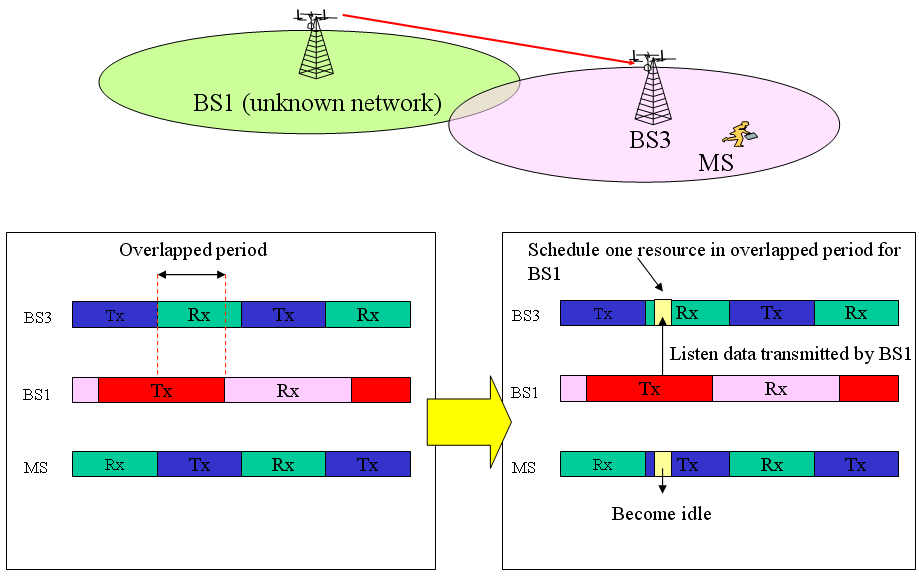 BS1 (unknown network)
BS3
MS
Overlapped period
BS3
Tx
Rx
Tx
Rx
BS1
Tx
Rx
MS
Rx
Tx
Rx
Tx
Schedule one resource in overlapped period for
BS1
BS3
Tx
Rx
Tx
Rx
Listen data transmitted by BS1
BS1
Tx
Rx
MS
Rx
Tx
Rx
Tx
Become idle